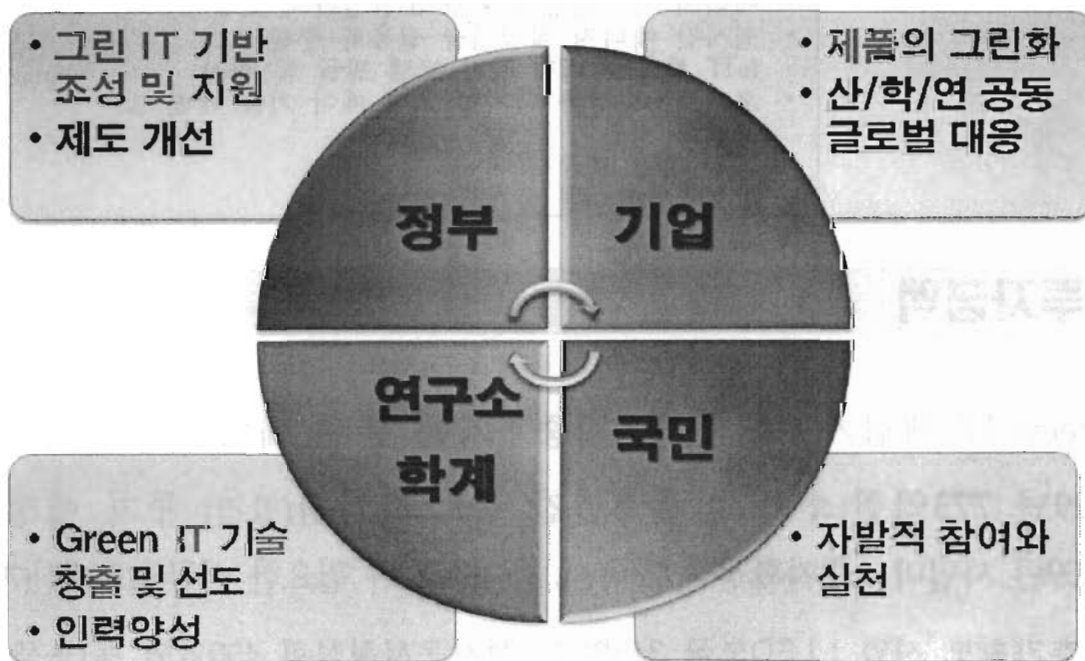 • 그린 IT 기반
조성 및 지원
• 제도 개선
• 제품의 그린화
• 산/학/연 공동
글로벌 대응
정부
기업
연구소
학계
국민
• Green IT 기술
창출 및 선도
• 인력양성
• 자발적 참여와
실천